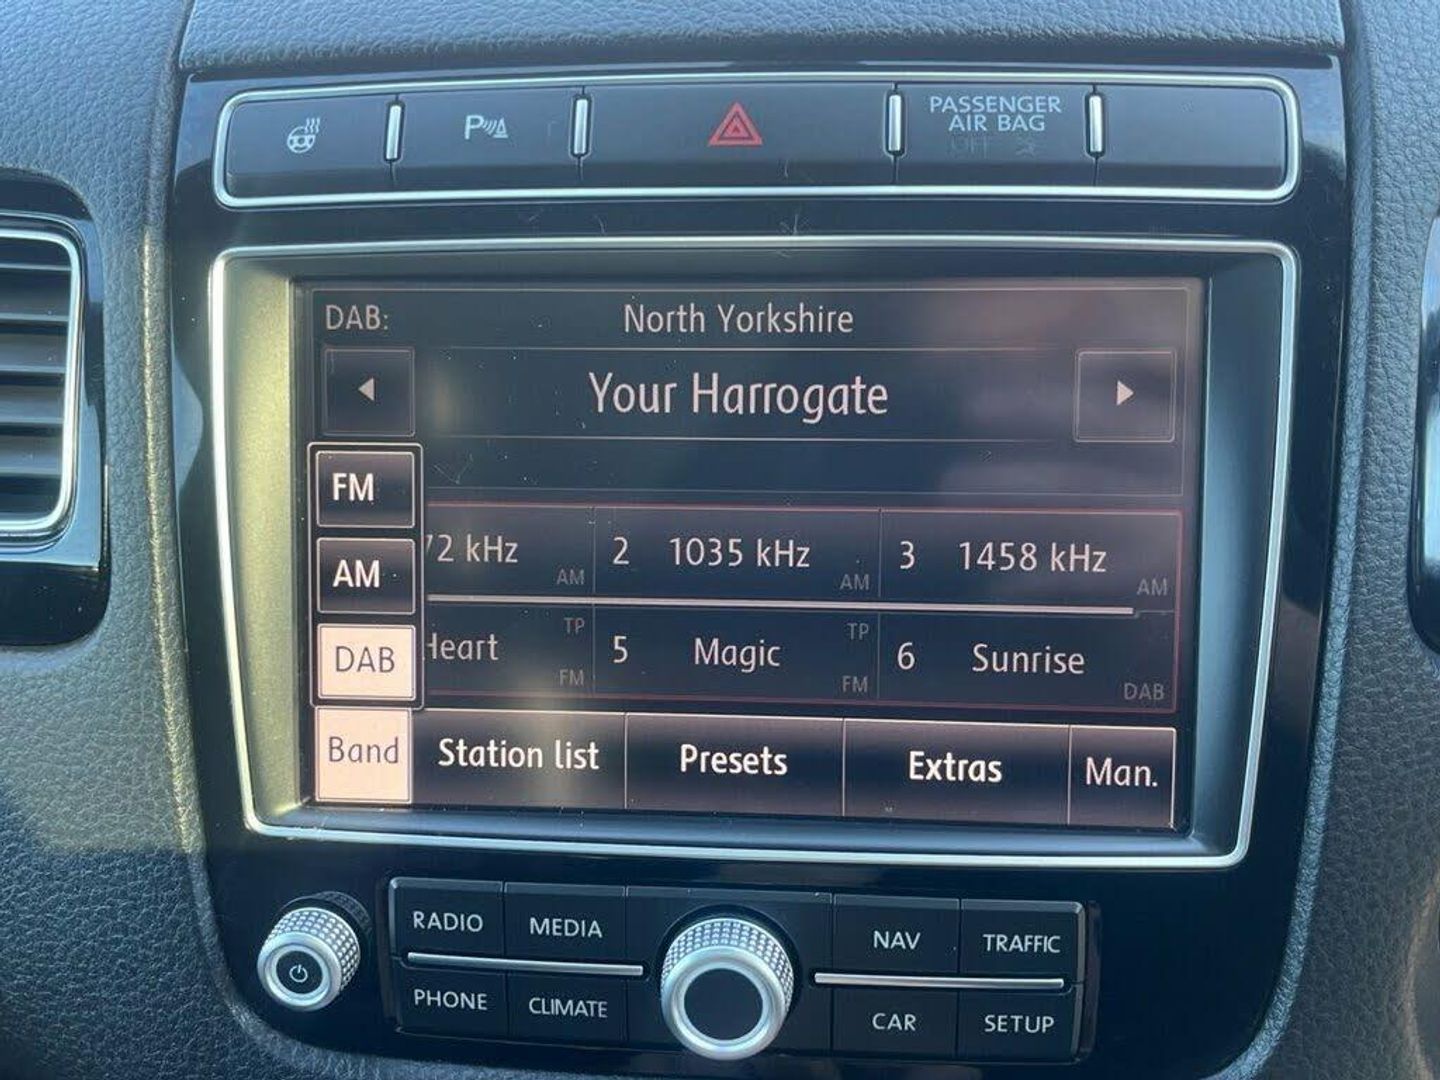 P
PASSENGER
AIR BAG
OFF
DAB:
North Yorkshire
Your Harrogate
FM
72 kHz
AM
2
1035 kHz
AM
3
1458 kHz
AM
AM
DAB
Heart
TP
FM
5
Magic
TP
FM
6
Sunrise
DAB
Band
Station list
Presets
Extras
Man.
RADIO
MEDIA
NAV
TRAFFIC
PHONE
CLIMATE
CAR
SETUP